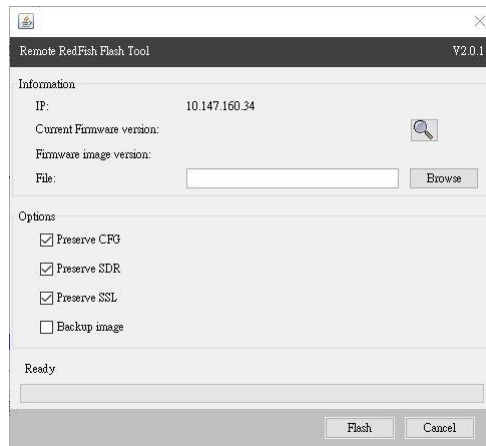 Remote RedFish Flash Tool V2.0.1
Information
IP: 10.147.160.34
Current Firmware version:
Firmware image version:
File: Browse
Options
Preserve CFG
Preserve SDR
Preserve SSL
Backup image
Ready
Flash Cancel